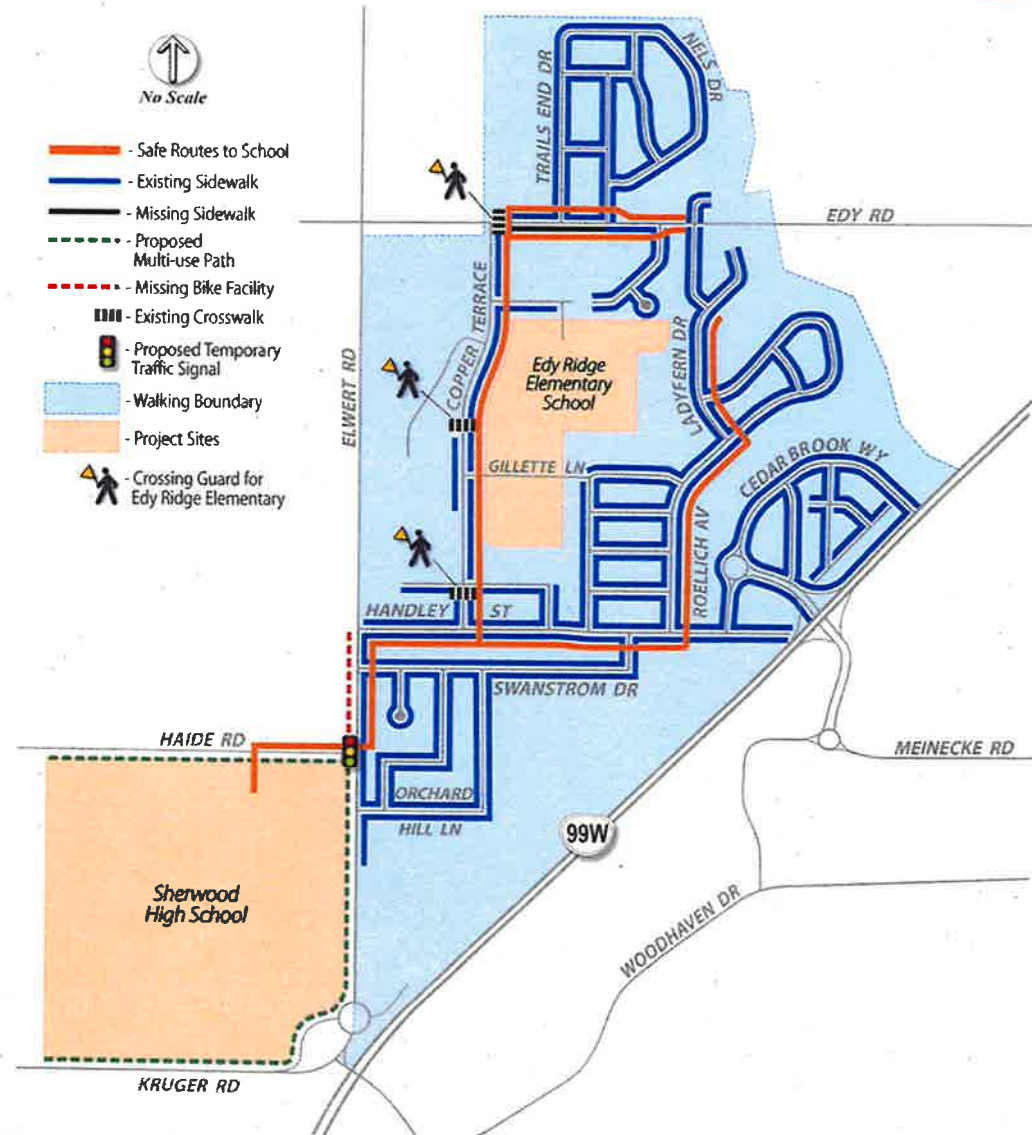 No Scale
- Safe Routes to School
- Existing Sidewalk
- Missing Sidewalk
- Proposed
Multi-use Path
- Missing Bike Facility
- Existing Crosswalk
- Proposed Temporary
Traffic Signal
- Walking Boundary
- Project Sites
- Crossing Guard for
Edy Ridge Elementary
NELS DR
TRAILS END DR
EDY RD
COPPER TERRACE
ELWERT RD
Edy Ridge
Elementary
School
LADYFERN DR
GILLETTE LN
CEDAR BROOK WY
ROELLICH AV
HANDLEY ST
SWANSTROM DR
HAIDE RD
MEINECKE RD
ORCHARD
HILL LN
99W
Sherwood
High School
WOODHAVEN DR
KRUGER RD